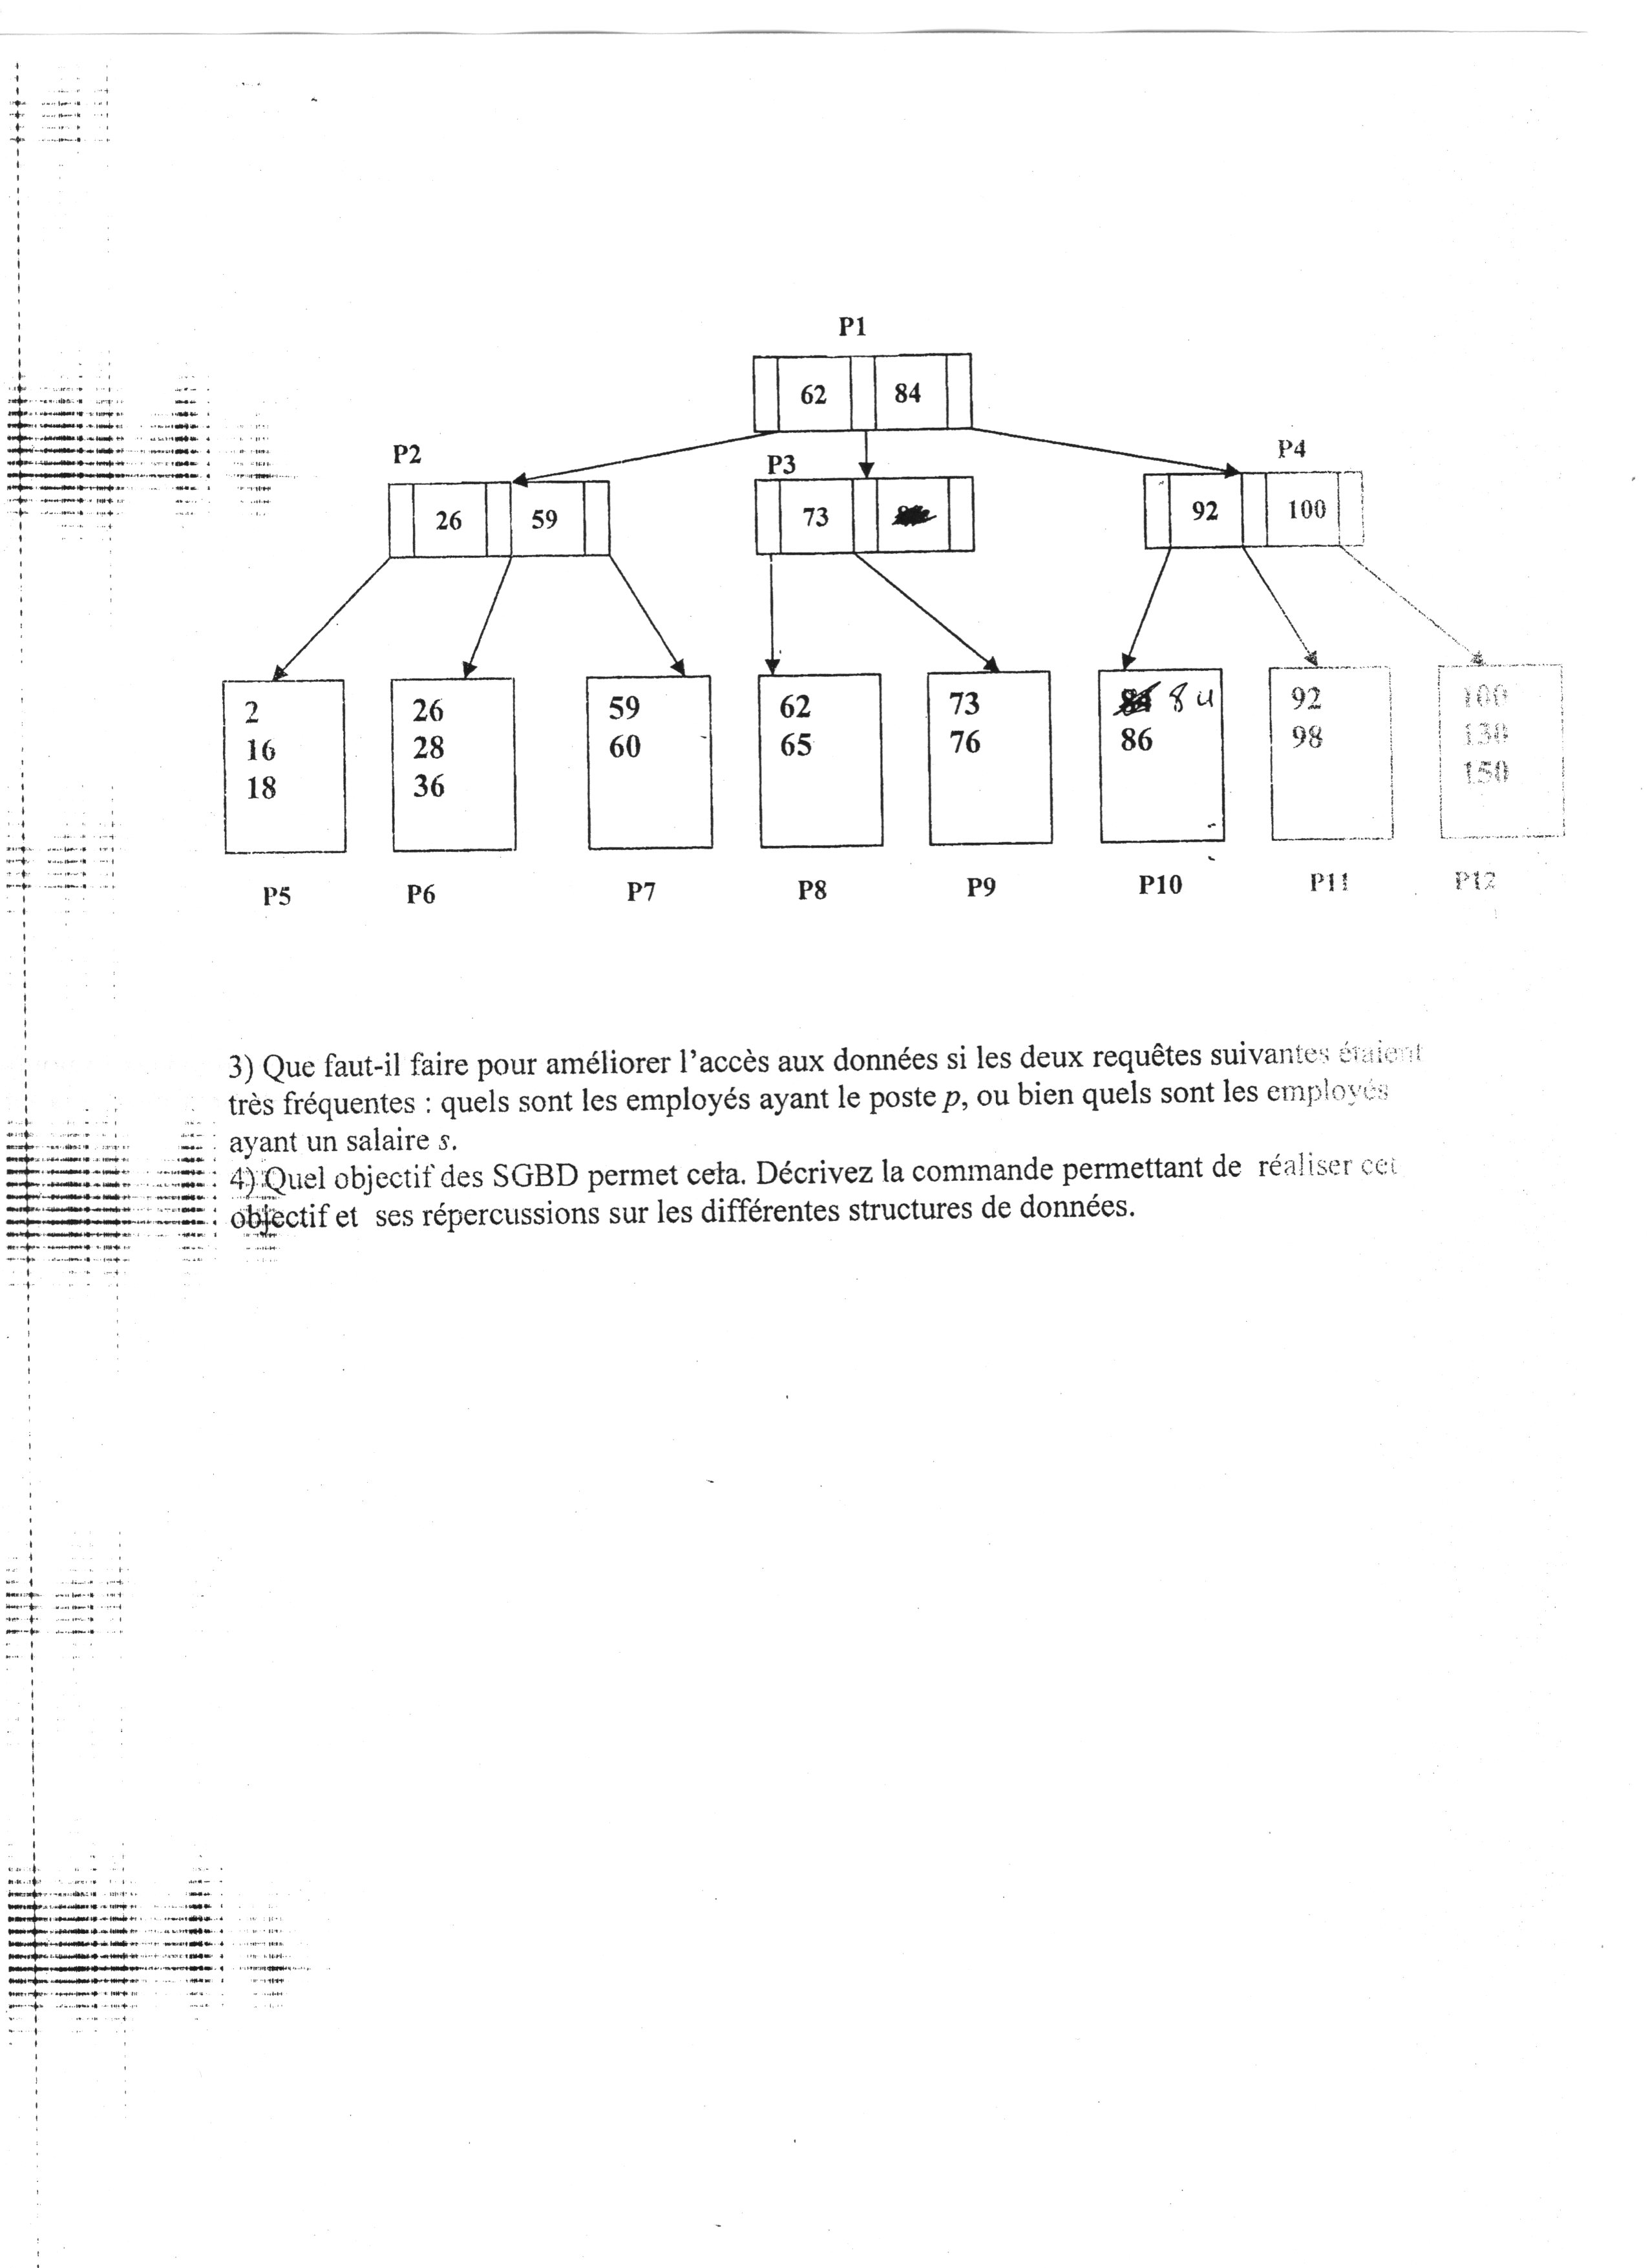 P1
62 84
P2 P3 P4
26 59 73 92 100
2 26 59 62 73 84 92 100
16 28 60 65 76 86 98 130
18 36 150
P5 P6 P7 P8 P9 P10 P11 P12
3) Que faut-il faire pour améliorer l'accès aux données si les deux requêtes suivantes étaient
très fréquentes : quels sont les employés ayant le poste p, ou bien quels sont les employés
ayant un salaire s.
4) Quel objectif des SGBD permet cela. Décrivez la commande permettant de réaliser cet
objectif et ses répercussions sur les différentes structures de données.